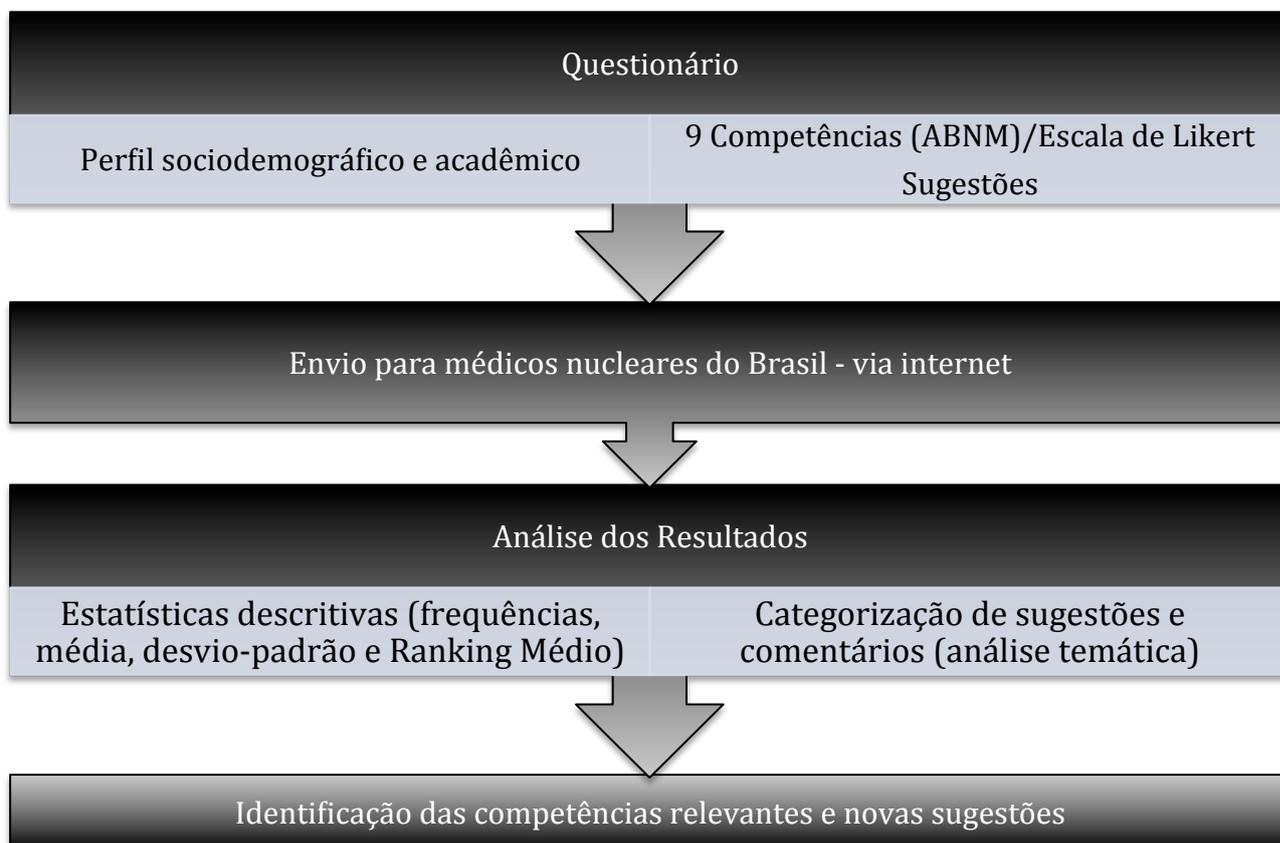 Questionário
Perfil sociodemográfico e acadêmico
9 Competências (ABNM)/Escala de Likert
Sugestões
Envio para médicos nucleares do Brasil - via internet
Análise dos Resultados
Estatísticas descritivas (frequências,
média, desvio-padrão e Ranking Médio)
Categorização de sugestões e
comentários (análise temática)
Identificação das competências relevantes e novas sugestões